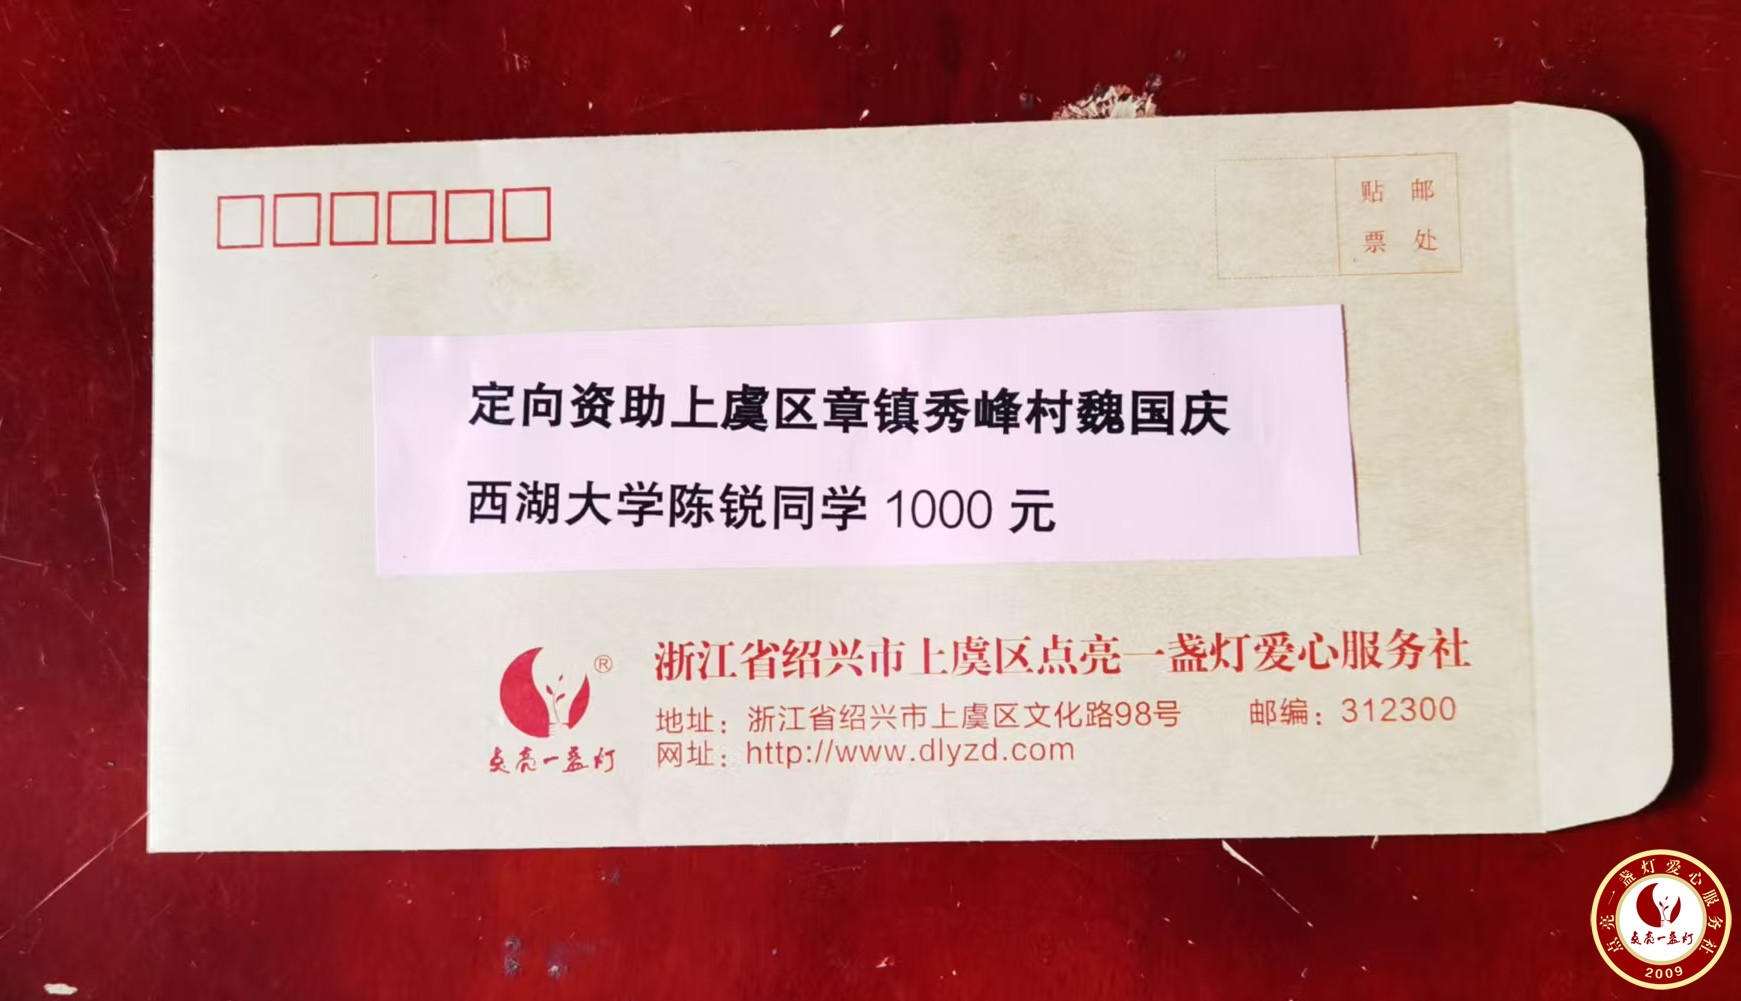 贴 邮
票 处
定向资助上虞区章镇秀峰村魏国庆
西湖大学陈锐同学 1000 元
®
点亮一盏灯
浙江省绍兴市上虞区点亮一盏灯爱心服务社
地址：浙江省绍兴市上虞区文化路98号 邮编：312300
网址：http://www.dlyzd.com
点亮一盏灯爱心服务社
点亮一盏灯
2009